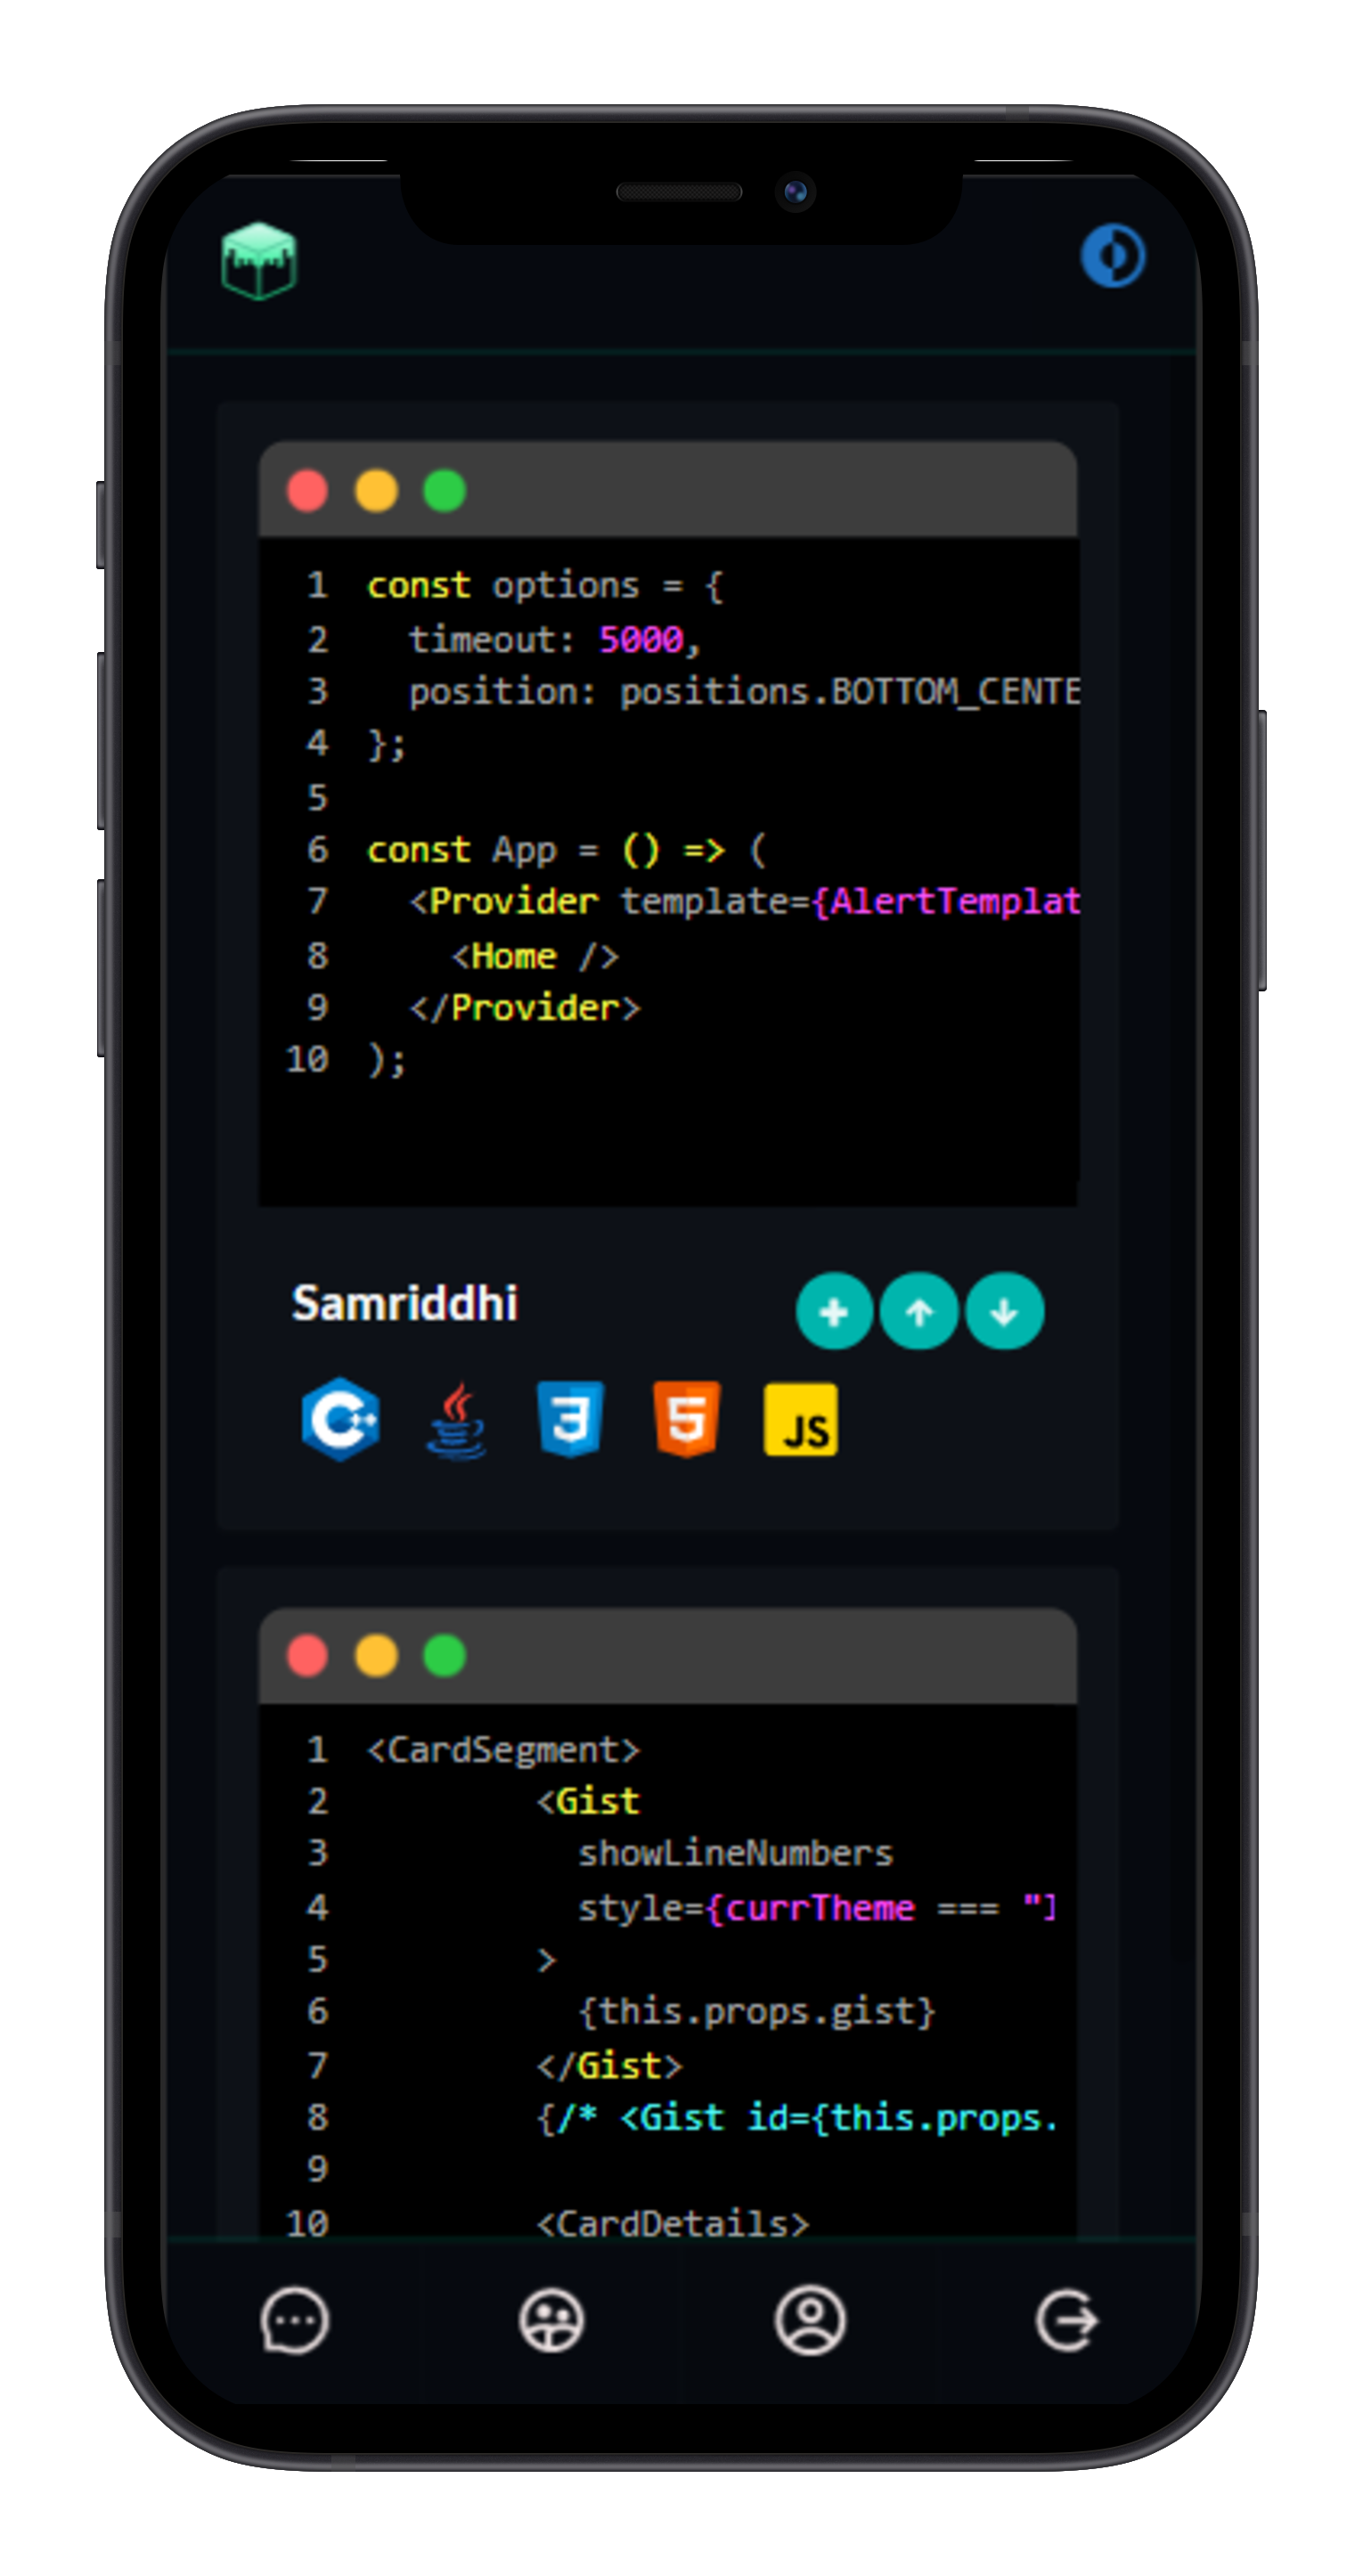 1 const options = {
2   timeout: 5000,
3   position: positions.BOTTOM_CENTE
4 };
5
6 const App = () => (
7   <Provider template={AlertTemplat
8     <Home />
9   </Provider>
10 );
Samriddhi
C++ 3 5 JS
1 <CardSegment>
2         <Gist
3           showLineNumbers
4           style={currTheme === "
5         >
6           {this.props.gist}
7         </Gist>
8         {/* <Gist id={this.props.
9
10         <CardDetails>